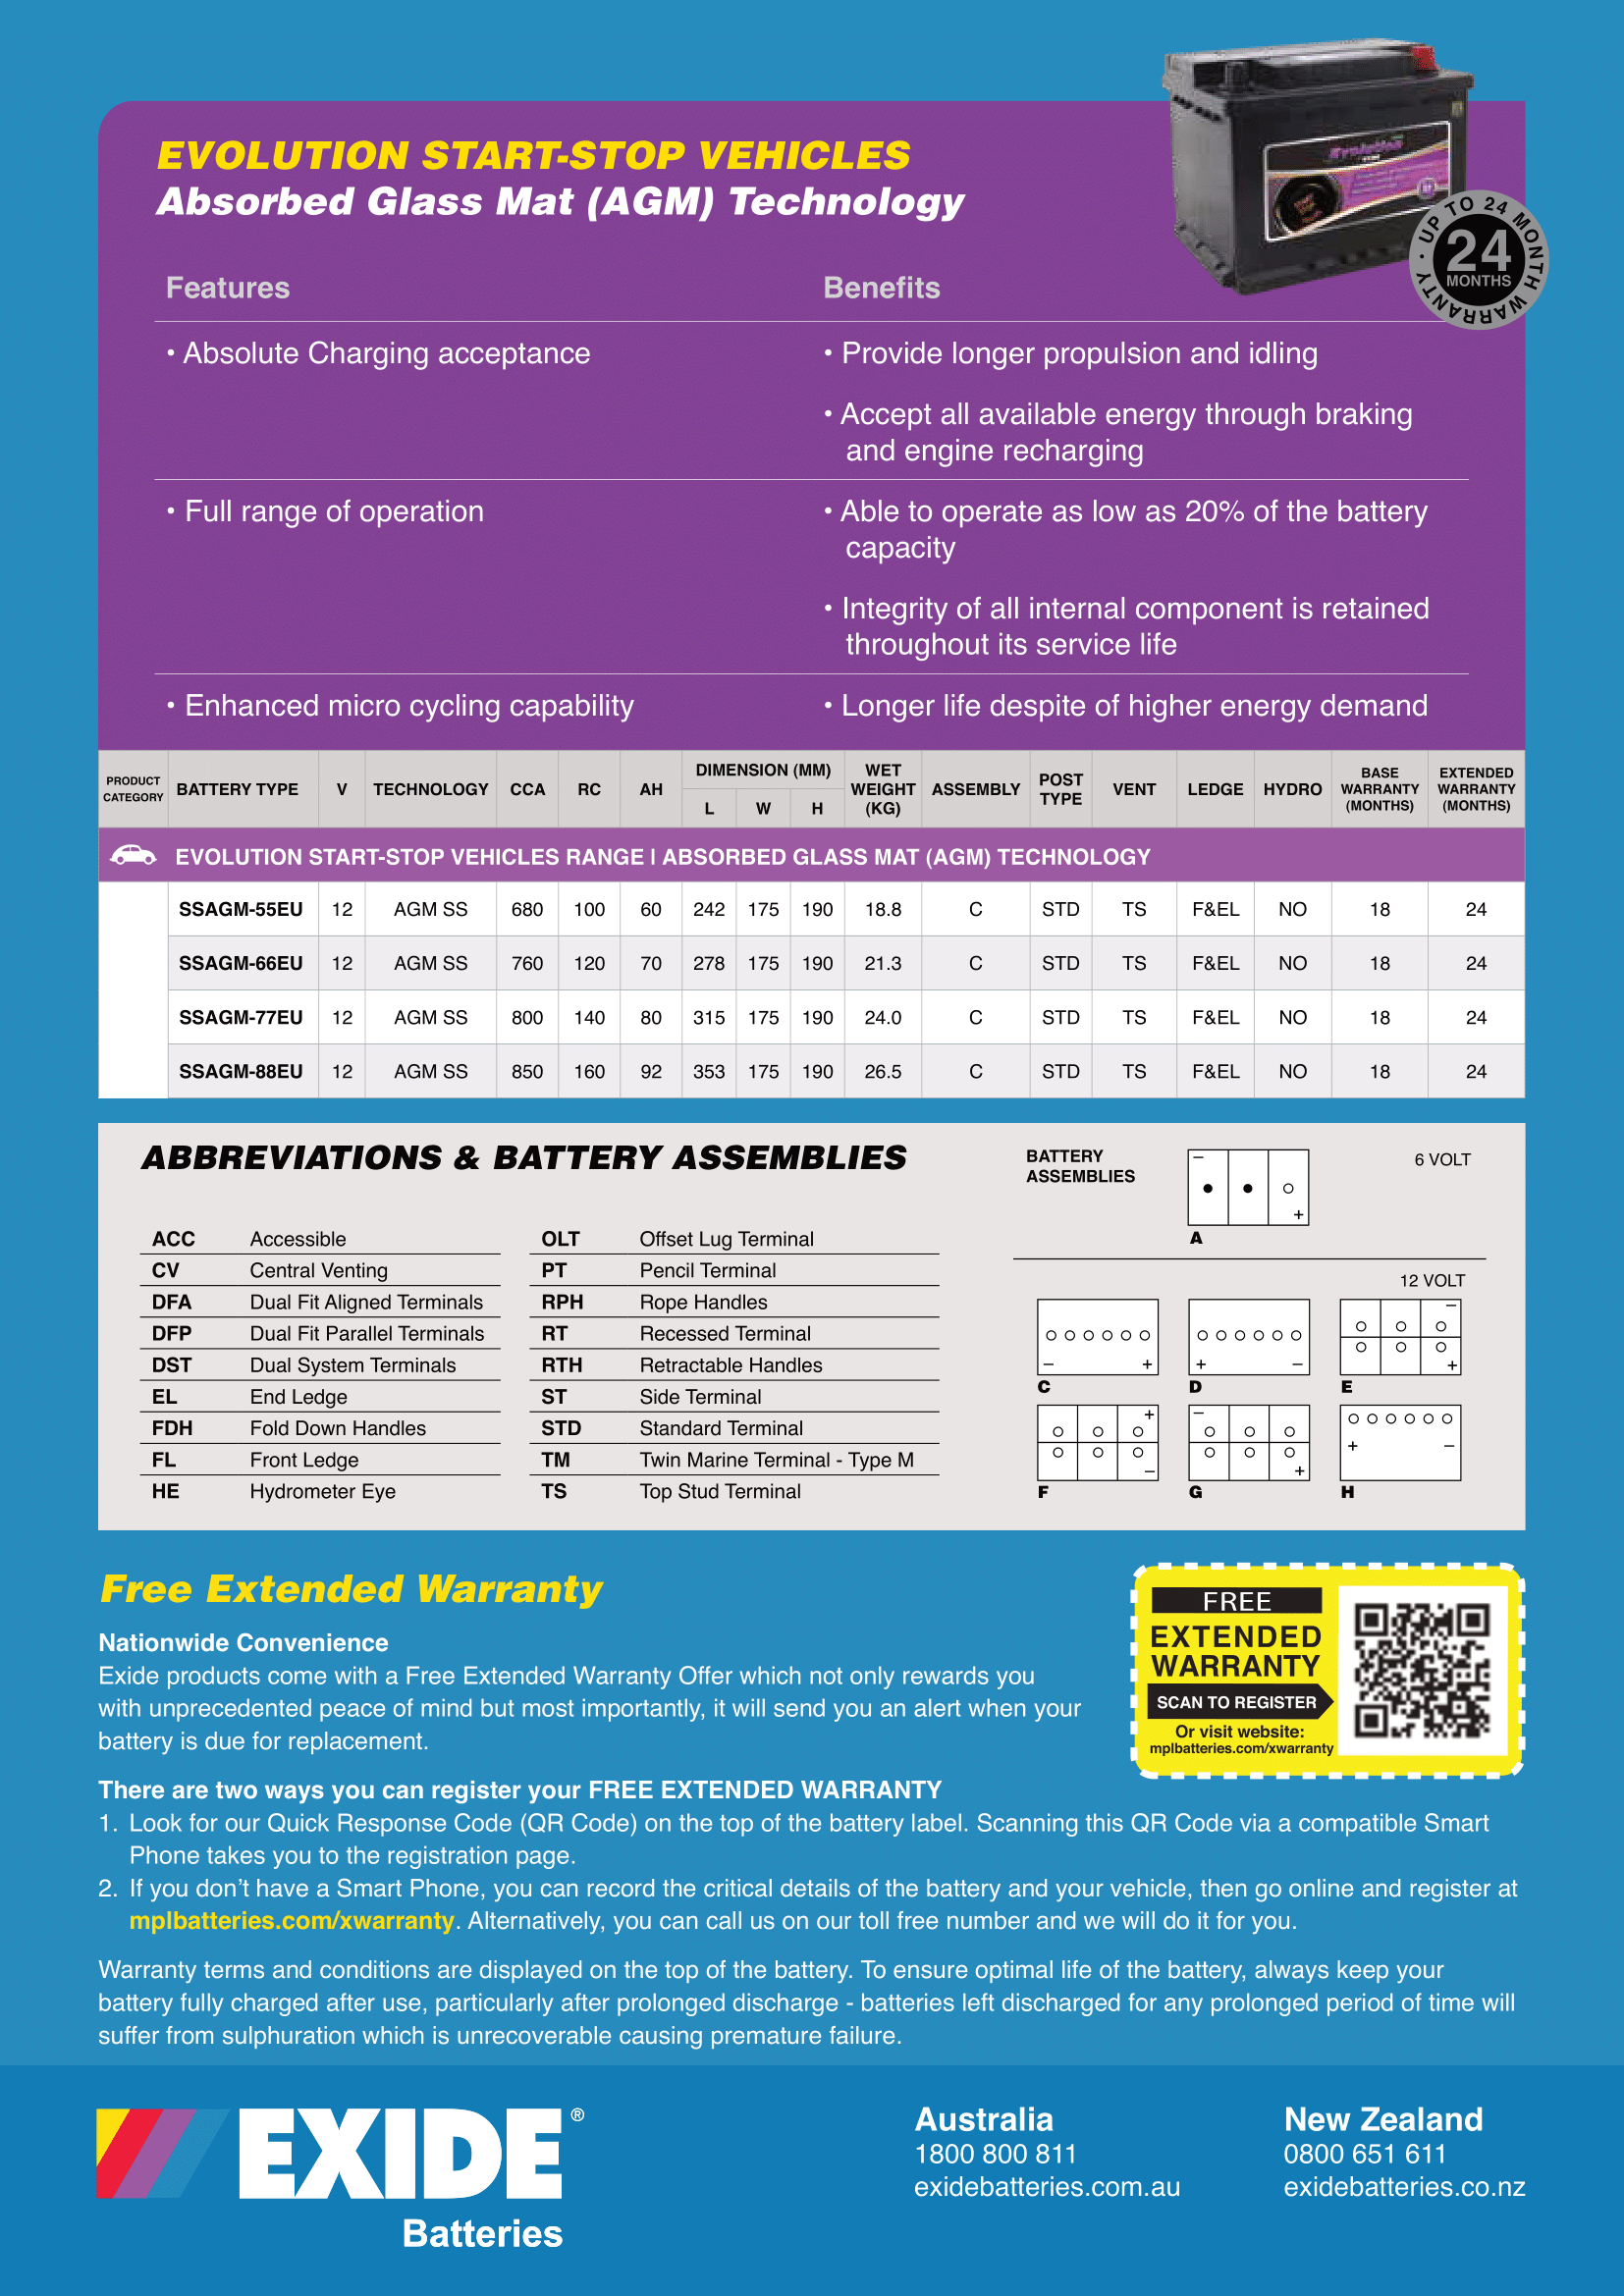 EVOLUTION START-STOP VEHICLES
Absorbed Glass Mat (AGM) Technology
Evolution
• UP TO 24 MONTH WARRANTY
24
MONTHS
Features Benefits
• Absolute Charging acceptance • Provide longer propulsion and idling
• Accept all available energy through braking
and engine recharging
• Full range of operation • Able to operate as low as 20% of the battery
capacity
• Integrity of all internal component is retained
throughout its service life
• Enhanced micro cycling capability • Longer life despite of higher energy demand
PRODUCT CATEGORY BATTERY TYPE V TECHNOLOGY CCA RC AH DIMENSION (MM) L W H WET WEIGHT (KG) ASSEMBLY POST TYPE VENT LEDGE HYDRO BASE WARRANTY (MONTHS) EXTENDED WARRANTY (MONTHS)
EVOLUTION START-STOP VEHICLES RANGE I ABSORBED GLASS MAT (AGM) TECHNOLOGY
SSAGM-55EU 12 AGM SS 680 100 60 242 175 190 18.8 C STD TS F&EL NO 18 24
SSAGM-66EU 12 AGM SS 760 120 70 278 175 190 21.3 C STD TS F&EL NO 18 24
SSAGM-77EU 12 AGM SS 800 140 80 315 175 190 24.0 C STD TS F&EL NO 18 24
SSAGM-88EU 12 AGM SS 850 160 92 353 175 190 26.5 C STD TS F&EL NO 18 24
ABBREVIATIONS & BATTERY ASSEMBLIES
ACC Accessible
CV Central Venting
DFA Dual Fit Aligned Terminals
DFP Dual Fit Parallel Terminals
DST Dual System Terminals
EL End Ledge
FDH Fold Down Handles
FL Front Ledge
HE Hydrometer Eye
OLT Offset Lug Terminal
PT Pencil Terminal
RPH Rope Handles
RT Recessed Terminal
RTH Retractable Handles
ST Side Terminal
STD Standard Terminal
TM Twin Marine Terminal - Type M
TS Top Stud Terminal
BATTERY
ASSEMBLIES
6 VOLT
– +
A
12 VOLT
– + + – – +
C D E
+ – – + + –
F G H
Free Extended Warranty
Nationwide Convenience
Exide products come with a Free Extended Warranty Offer which not only rewards you
with unprecedented peace of mind but most importantly, it will send you an alert when your
battery is due for replacement.
FREE
EXTENDED
WARRANTY
SCAN TO REGISTER
Or visit website:
mplbatteries.com/xwarranty
There are two ways you can register your FREE EXTENDED WARRANTY
1. Look for our Quick Response Code (QR Code) on the top of the battery label. Scanning this QR Code via a compatible Smart
Phone takes you to the registration page.
2. If you don’t have a Smart Phone, you can record the critical details of the battery and your vehicle, then go online and register at
mplbatteries.com/xwarranty. Alternatively, you can call us on our toll free number and we will do it for you.
Warranty terms and conditions are displayed on the top of the battery. To ensure optimal life of the battery, always keep your
battery fully charged after use, particularly after prolonged discharge - batteries left discharged for any prolonged period of time will
suffer from sulphuration which is unrecoverable causing premature failure.
EXIDE®
Batteries
Australia
1800 800 811
exidebatteries.com.au
New Zealand
0800 651 611
exidebatteries.co.nz